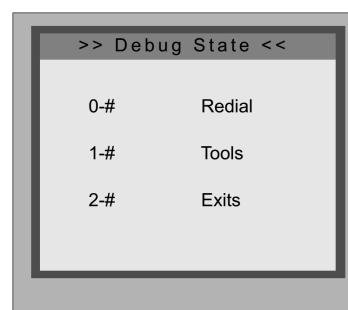 >> Debug State <<
0-# Redial
1-# Tools
2-# Exits